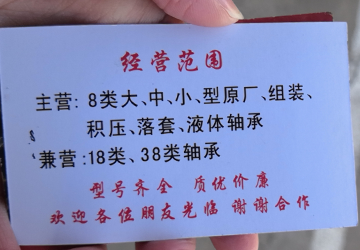 经营范围
主营: 8类大、中、小、型原厂、组装、
积压、落套、液体轴承
兼营:18类、38类轴承
型号齐全 质优价廉
欢迎各位朋友光临 谢谢合作